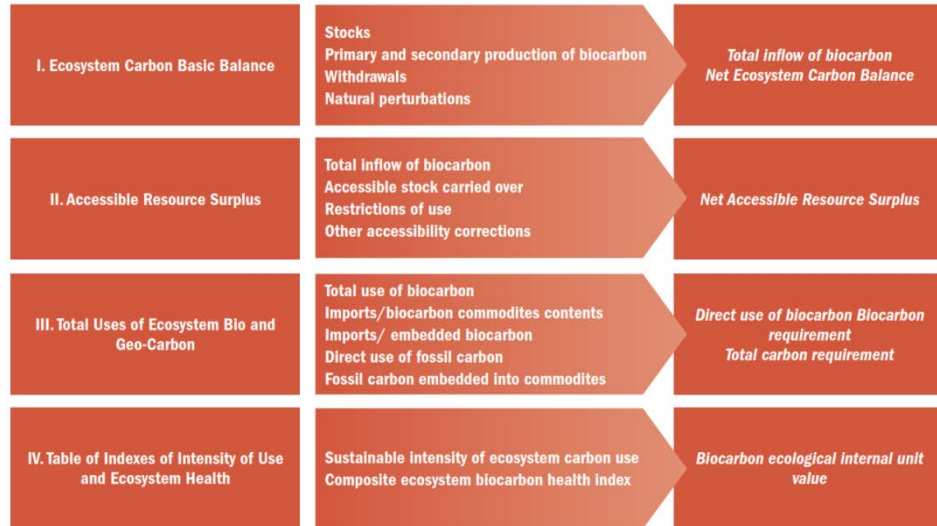 I. Ecosystem Carbon Basic Balance
Stocks
Primary and secondary production of biocarbon
Withdrawals
Natural perturbations
Total inflow of biocarbon
Net Ecosystem Carbon Balance
II. Accessible Resource Surplus
Total inflow of biocarbon
Accessible stock carried over
Restrictions of use
Other accessibility corrections
Net Accessible Resource Surplus
III. Total Uses of Ecosystem Bio and
Geo-Carbon
Total use of biocarbon
Imports/biocarbon commodites contents
Imports/ embedded biocarbon
Direct use of fossil carbon
Fossil carbon embedded into commodites
Direct use of biocarbon Biocarbon
requirement
Total carbon requirement
IV. Table of Indexes of Intensity of Use
and Ecosystem Health
Sustainable intensity of ecosystem carbon use
Composite ecosystem biocarbon health index
Biocarbon ecological internal unit
value